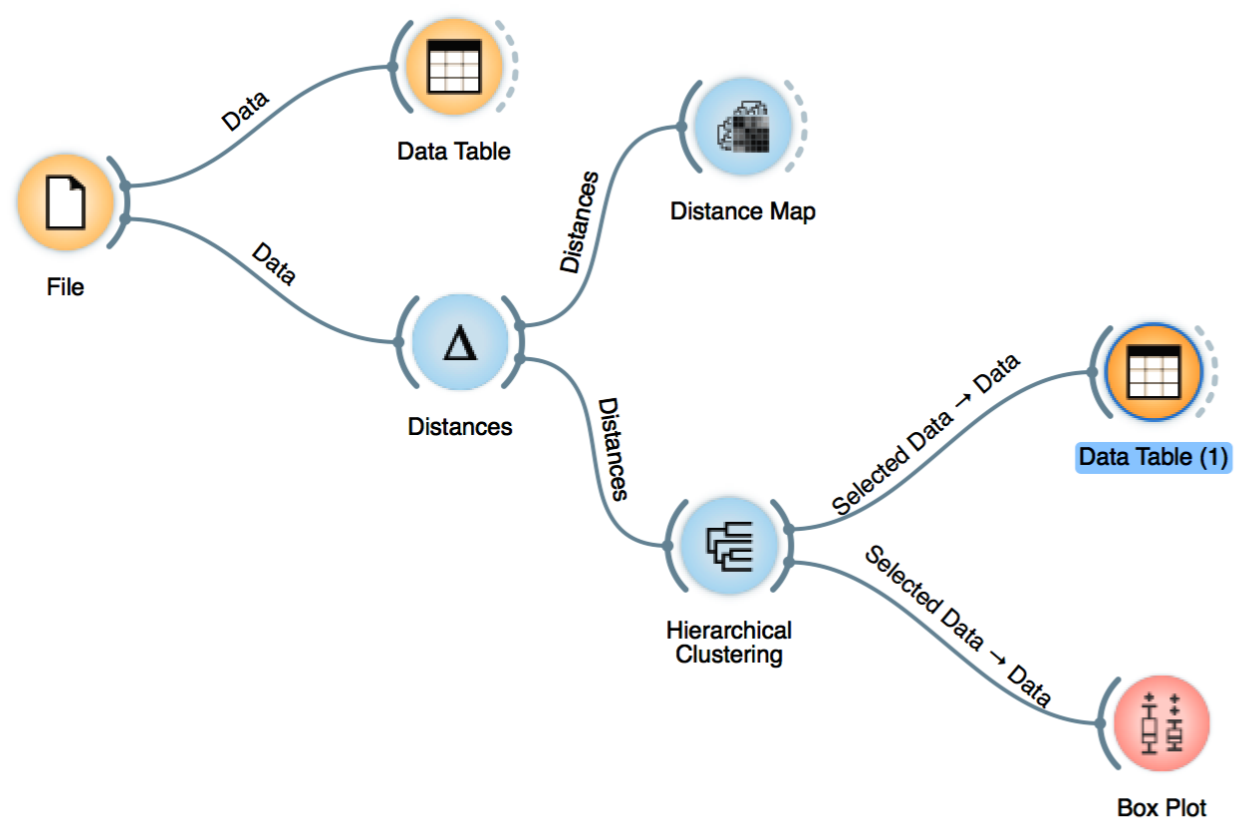 Data
Data Table
Distances
Distance Map
File
Data
Distances
Distances
Selected Data → Data
Data Table (1)
Selected Data → Data
Hierarchical
Clustering
Box Plot